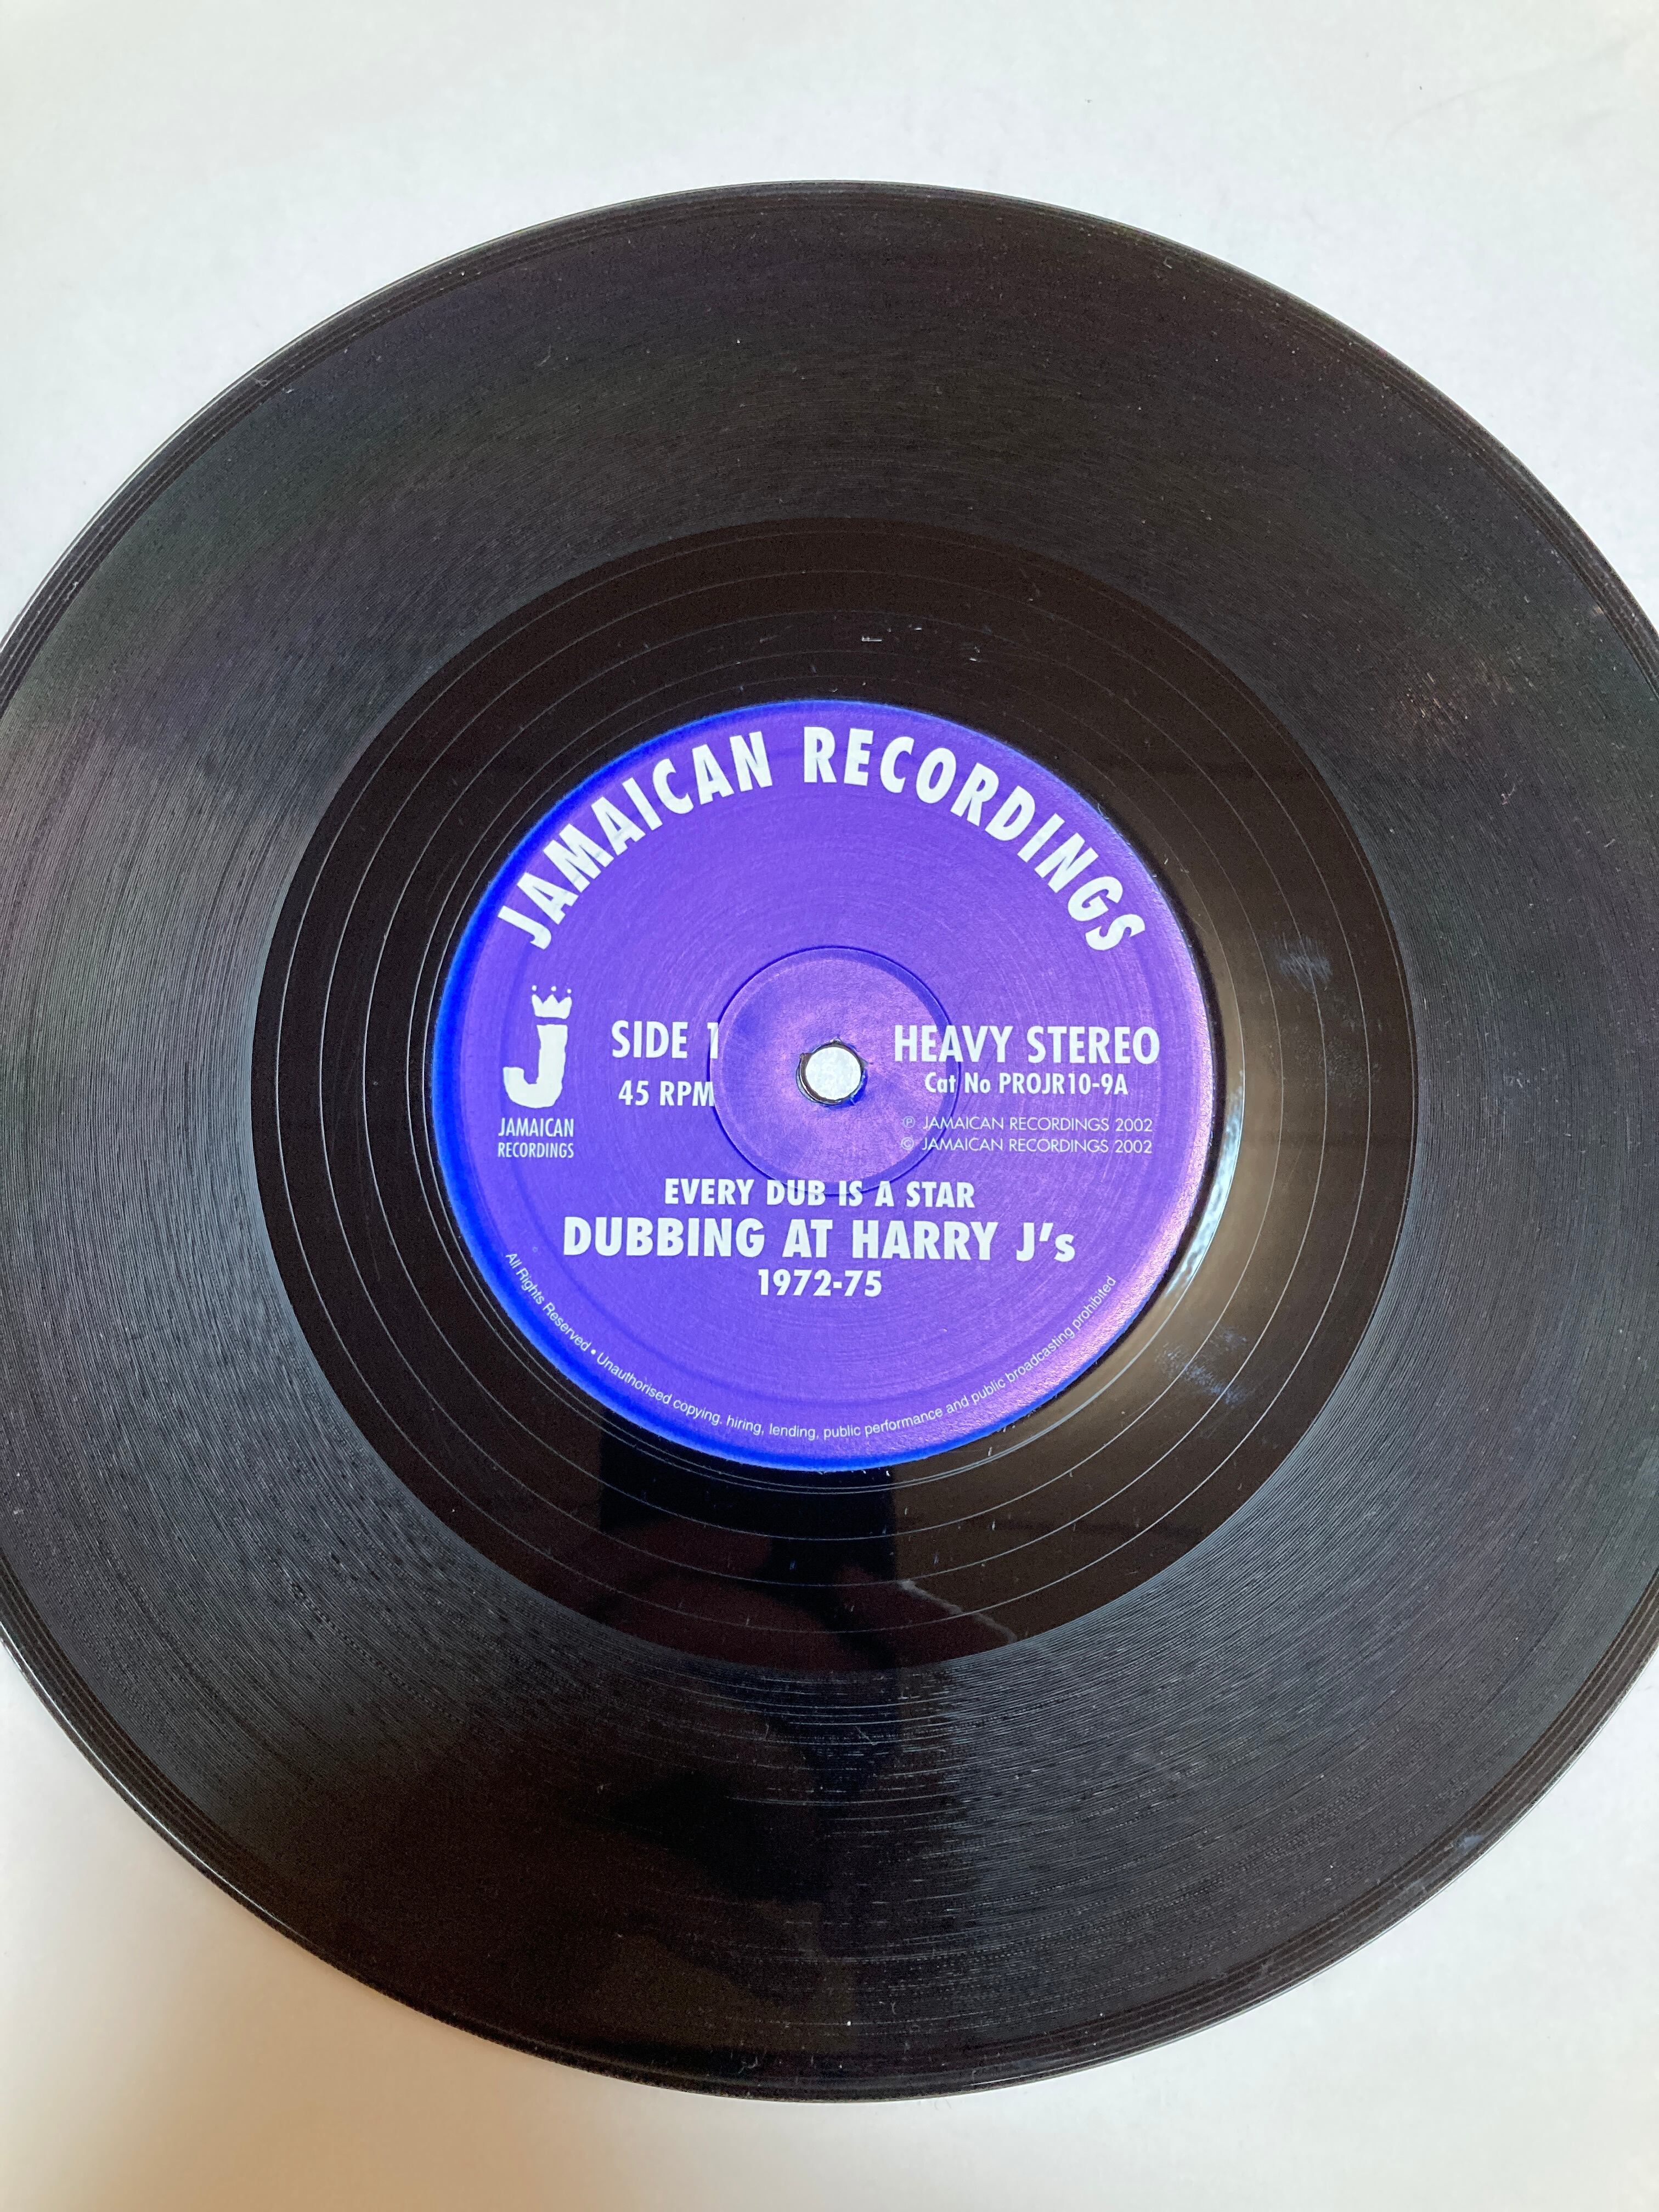 JAMAICAN RECORDINGS
J
JAMAICAN
RECORDINGS
SIDE 1
45 RPM
HEAVY STEREO
Cat No PROJR10-9A
℗ JAMAICAN RECORDINGS 2002
© JAMAICAN RECORDINGS 2002
EVERY DUB IS A STAR
DUBBING AT HARRY J's
1972-75
All Rights Reserved • Unauthorised copying. hiring, lending, public performance and public broadcasting prohibited